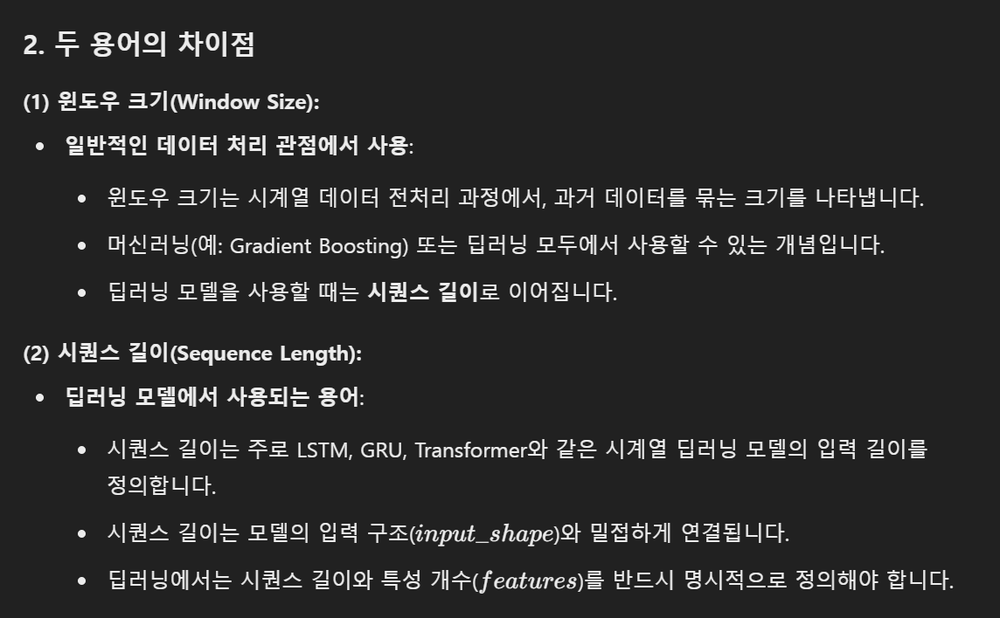 2. 두 용어의 차이점
(1) 윈도우 크기(Window Size):
• 일반적인 데이터 처리 관점에서 사용:
• 윈도우 크기는 시계열 데이터 전처리 과정에서, 과거 데이터를 묶는 크기를 나타냅니다.
• 머신러닝(예: Gradient Boosting) 또는 딥러닝 모두에서 사용할 수 있는 개념입니다.
• 딥러닝 모델을 사용할 때는 시퀀스 길이로 이어집니다.
(2) 시퀀스 길이(Sequence Length):
• 딥러닝 모델에서 사용되는 용어:
• 시퀀스 길이는 주로 LSTM, GRU, Transformer와 같은 시계열 딥러닝 모델의 입력 길이를
정의합니다.
• 시퀀스 길이는 모델의 입력 구조(input_shape)와 밀접하게 연결됩니다.
• 딥러닝에서는 시퀀스 길이와 특성 개수(features)를 반드시 명시적으로 정의해야 합니다.